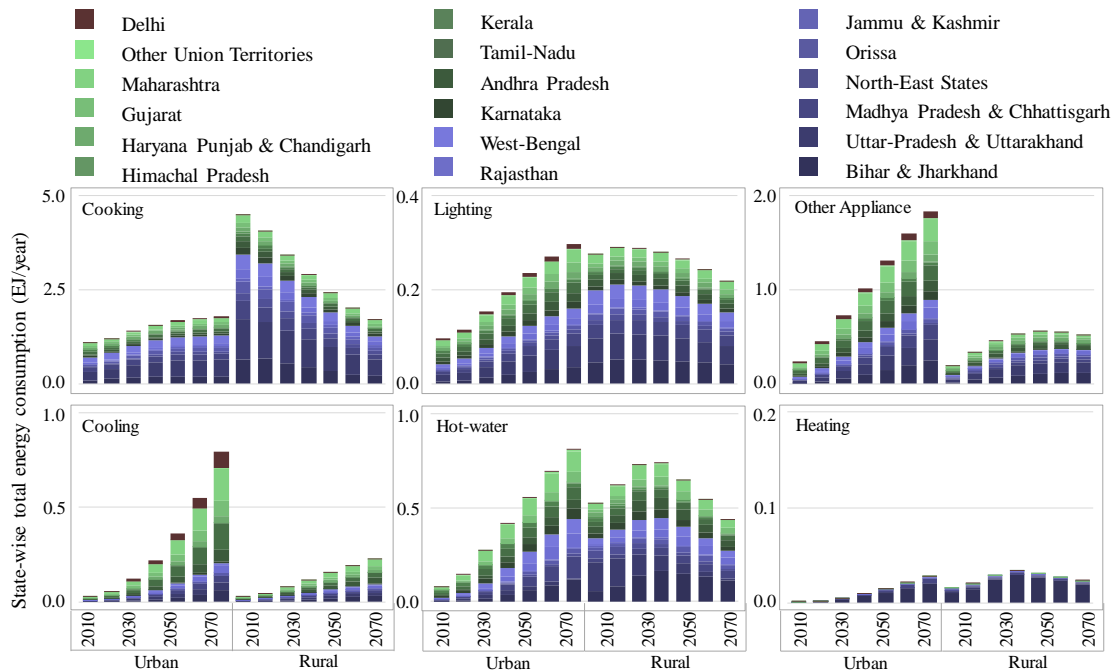 Delhi
Other Union Territories
Maharashtra
Gujarat
Haryana Punjab & Chandigarh
Himachal Pradesh
Kerala
Tamil-Nadu
Andhra Pradesh
Karnataka
West-Bengal
Rajasthan
Jammu & Kashmir
Orissa
North-East States
Madhya Pradesh & Chhattisgarh
Uttar-Pradesh & Uttarakhand
Bihar & Jharkhand
State-wise total energy consumption (EJ/year)
5.0
2.5
0.0
Cooking
0.4
0.2
0.0
Lighting
2.0
1.0
0.0
Other Appliance
1.0
0.5
0.0
Cooling
1.0
0.5
0.0
Hot-water
0.2
0.1
0.0
Heating
2010 2030 2050 2070 2010 2030 2050 2070
Urban Rural
2010 2030 2050 2070 2010 2030 2050 2070
Urban Rural
2010 2030 2050 2070 2010 2030 2050 2070
Urban Rural